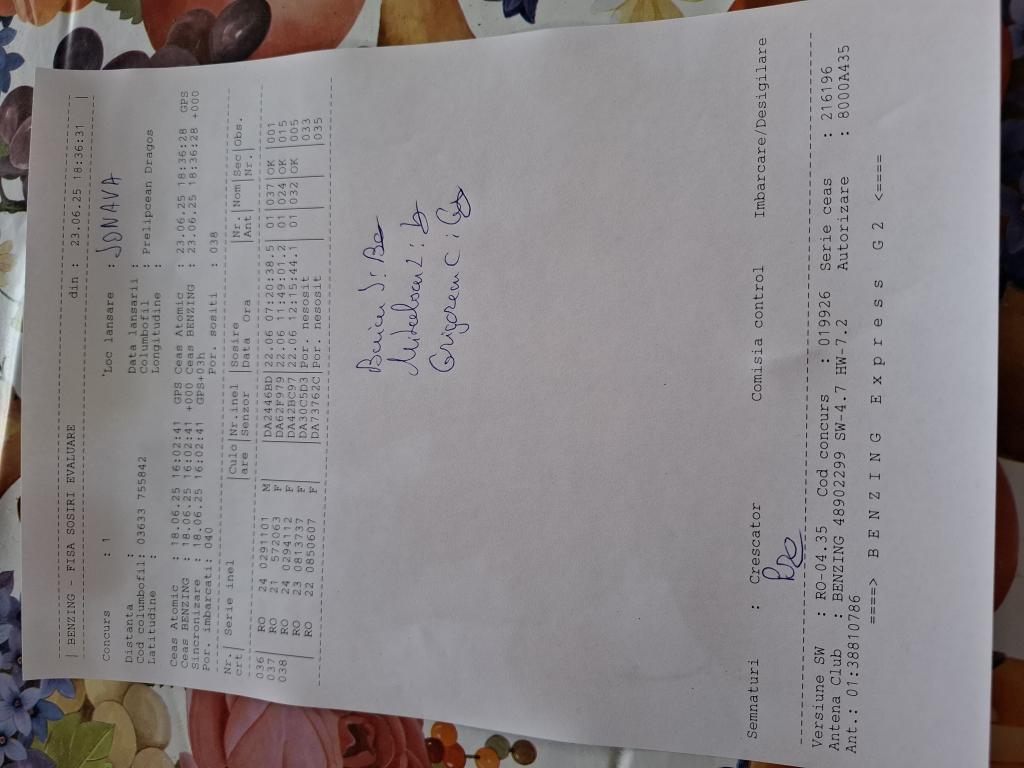 | BENZING - FISA SOSIRI EVALUARE din : 23.06.25 18:36:31 |
Concurs : 1 Loc lansare : JONAVA
Distanta : Data lansarii :
Cod columbofil: 03633 755842 Columbofil : Prelipcean Dragos
Latitudine : Longitudine :
Ceas Atomic : 18.06.25 16:02:41 GPS Ceas Atomic : 23.06.25 18:36:28 GPS
Ceas BENZING : 18.06.25 16:02:41 +000 Ceas BENZING : 23.06.25 18:36:28 +000
Sincronizare : 18.06.25 16:02:41 GPS+03h
Por. imbarcati: 040 Por. sositi : 038
Nr. | Serie inel |Culo|Nr.inel |Sosire |Nr. |Nom|Sec|Obs.
crt |are |Senzor |Data Ora |Ant | |Nr.|
036 | RO 24 0291101 M |DA2446BD|22.06 07:20:38.5|01|037|OK |001
037 | RO 21 572063 F |DA62F979|22.06 11:49:07.2|01|024|OK |015
038 | RO 24 0294112 F |DA42BC97|22.06 12:15:44.1|01|032|OK |005
RO 23 0813737 F |DA30C5D3|Por. nesosit | 033
RO 22 0850607 F |DA73762C|Por. nesosit | 035
Semnaturi : Crescator Comisia control Imbarcare/Desigilare
Versiune SW : RO-04.35 Cod concurs : 019926 Serie ceas : 216196
Antena Club : BENZING 48902299 SW-4.7 HW-7.2 Autorizare : 8000A435
Ant.: 01:38810786
====> B E N Z I N G E x p r e s s G 2 <====